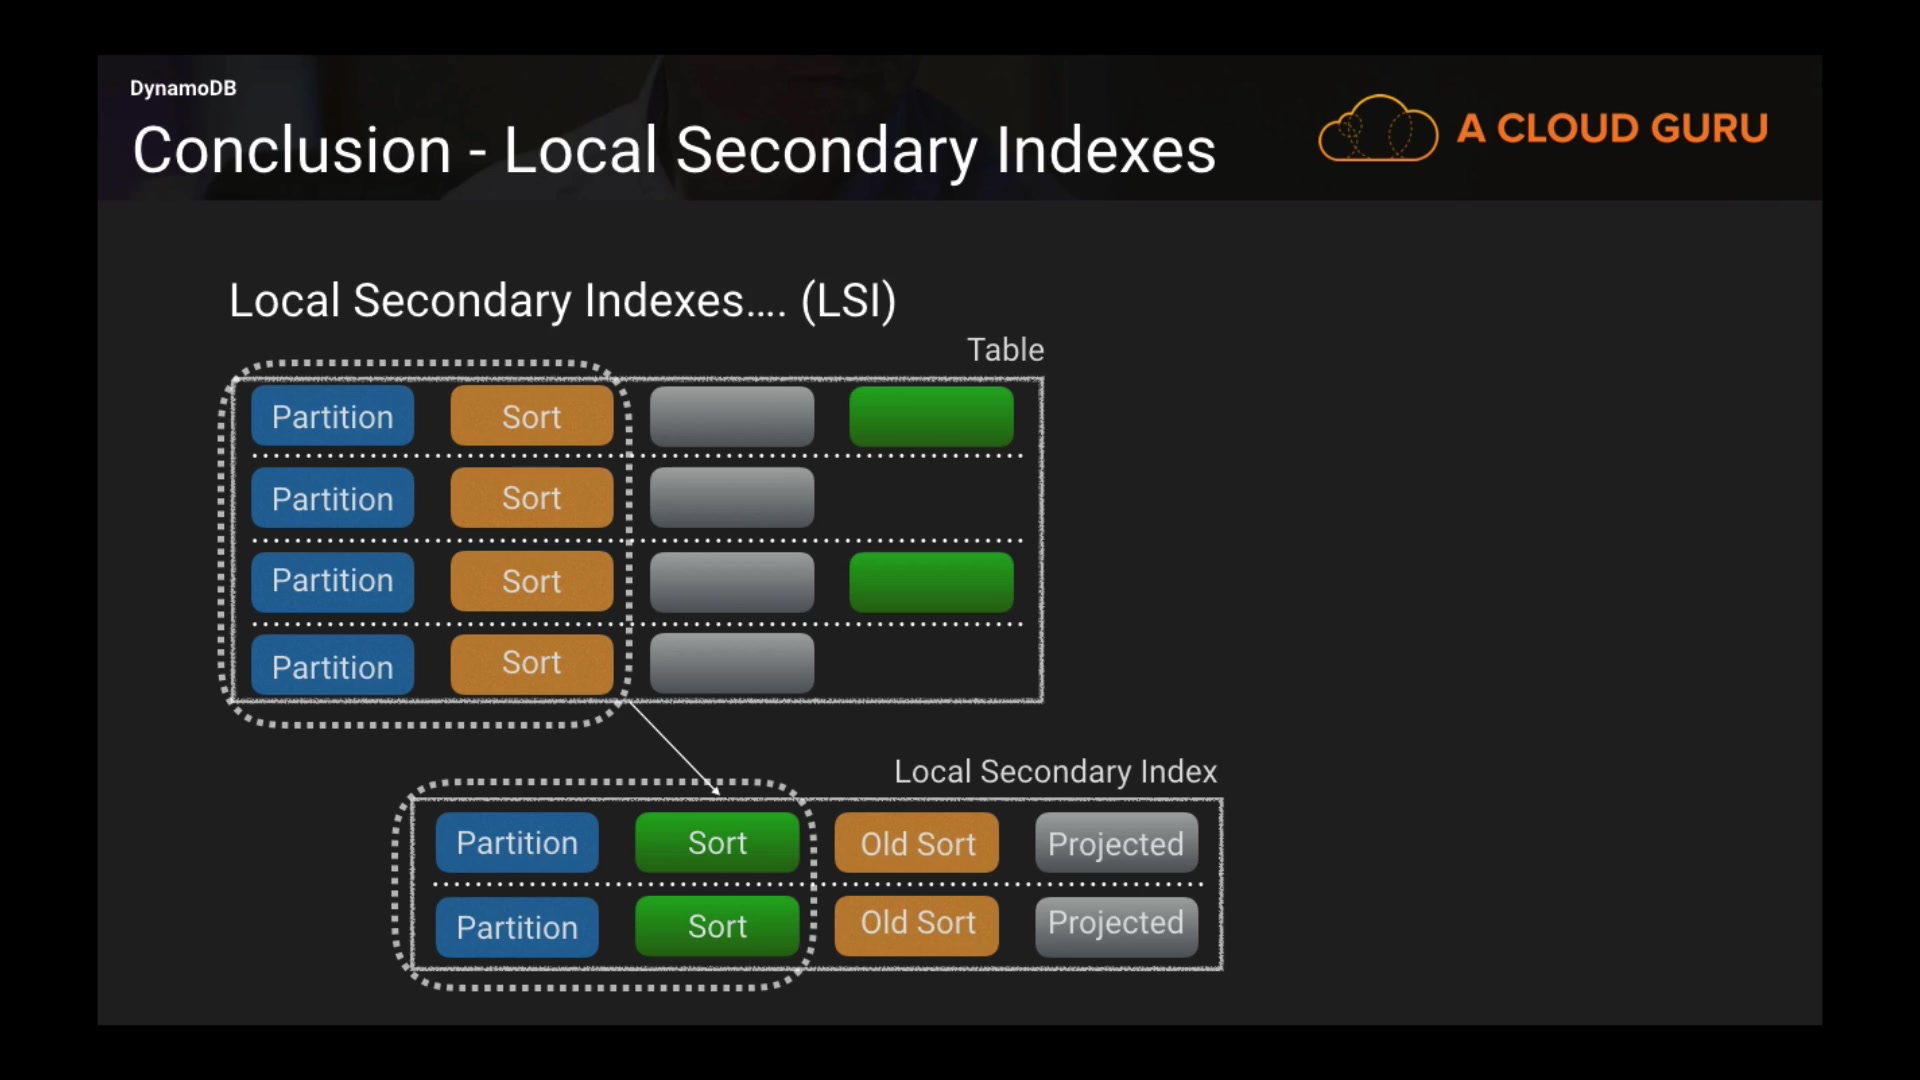 DynamoDB
Conclusion - Local Secondary Indexes
A CLOUD GURU
Local Secondary Indexes.... (LSI)
Table
Partition Sort
Partition Sort
Partition Sort
Partition Sort
Local Secondary Index
Partition Sort Old Sort Projected
Partition Sort Old Sort Projected